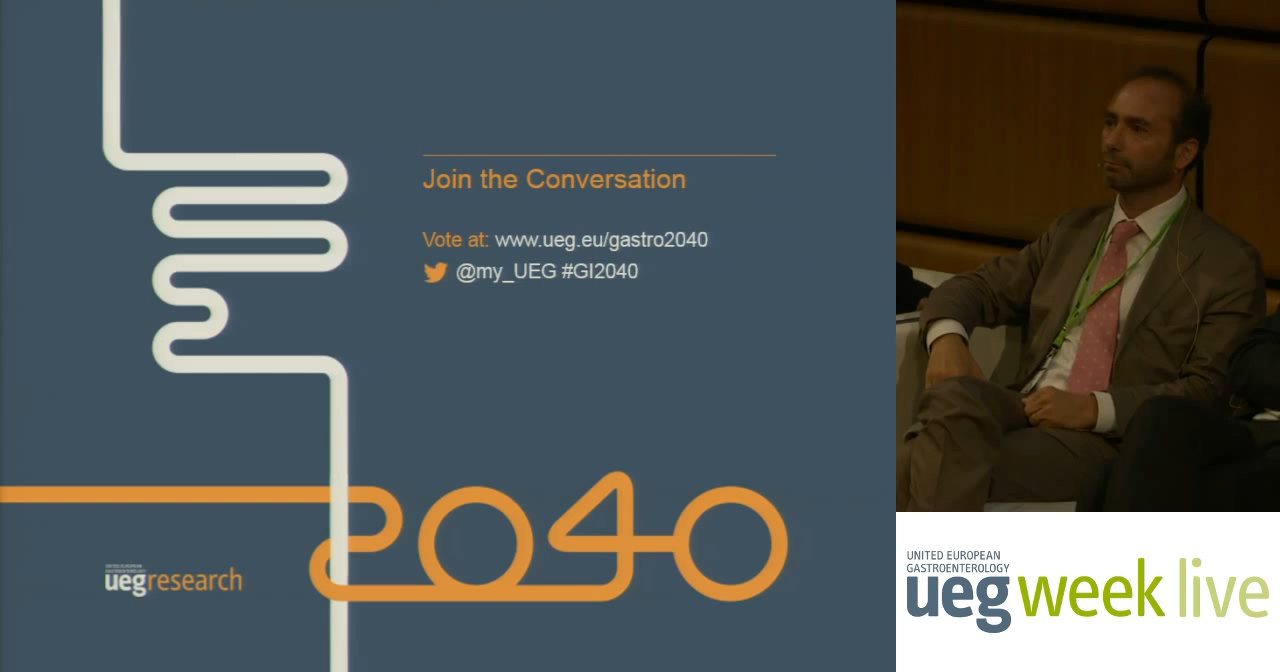 Join the Conversation
Vote at: www.ueg.eu/gastro2040
@my_UEG #GI2040
2040
uegresearch
UNITED EUROPEAN
GASTROENTEROLOGY
ueg week live